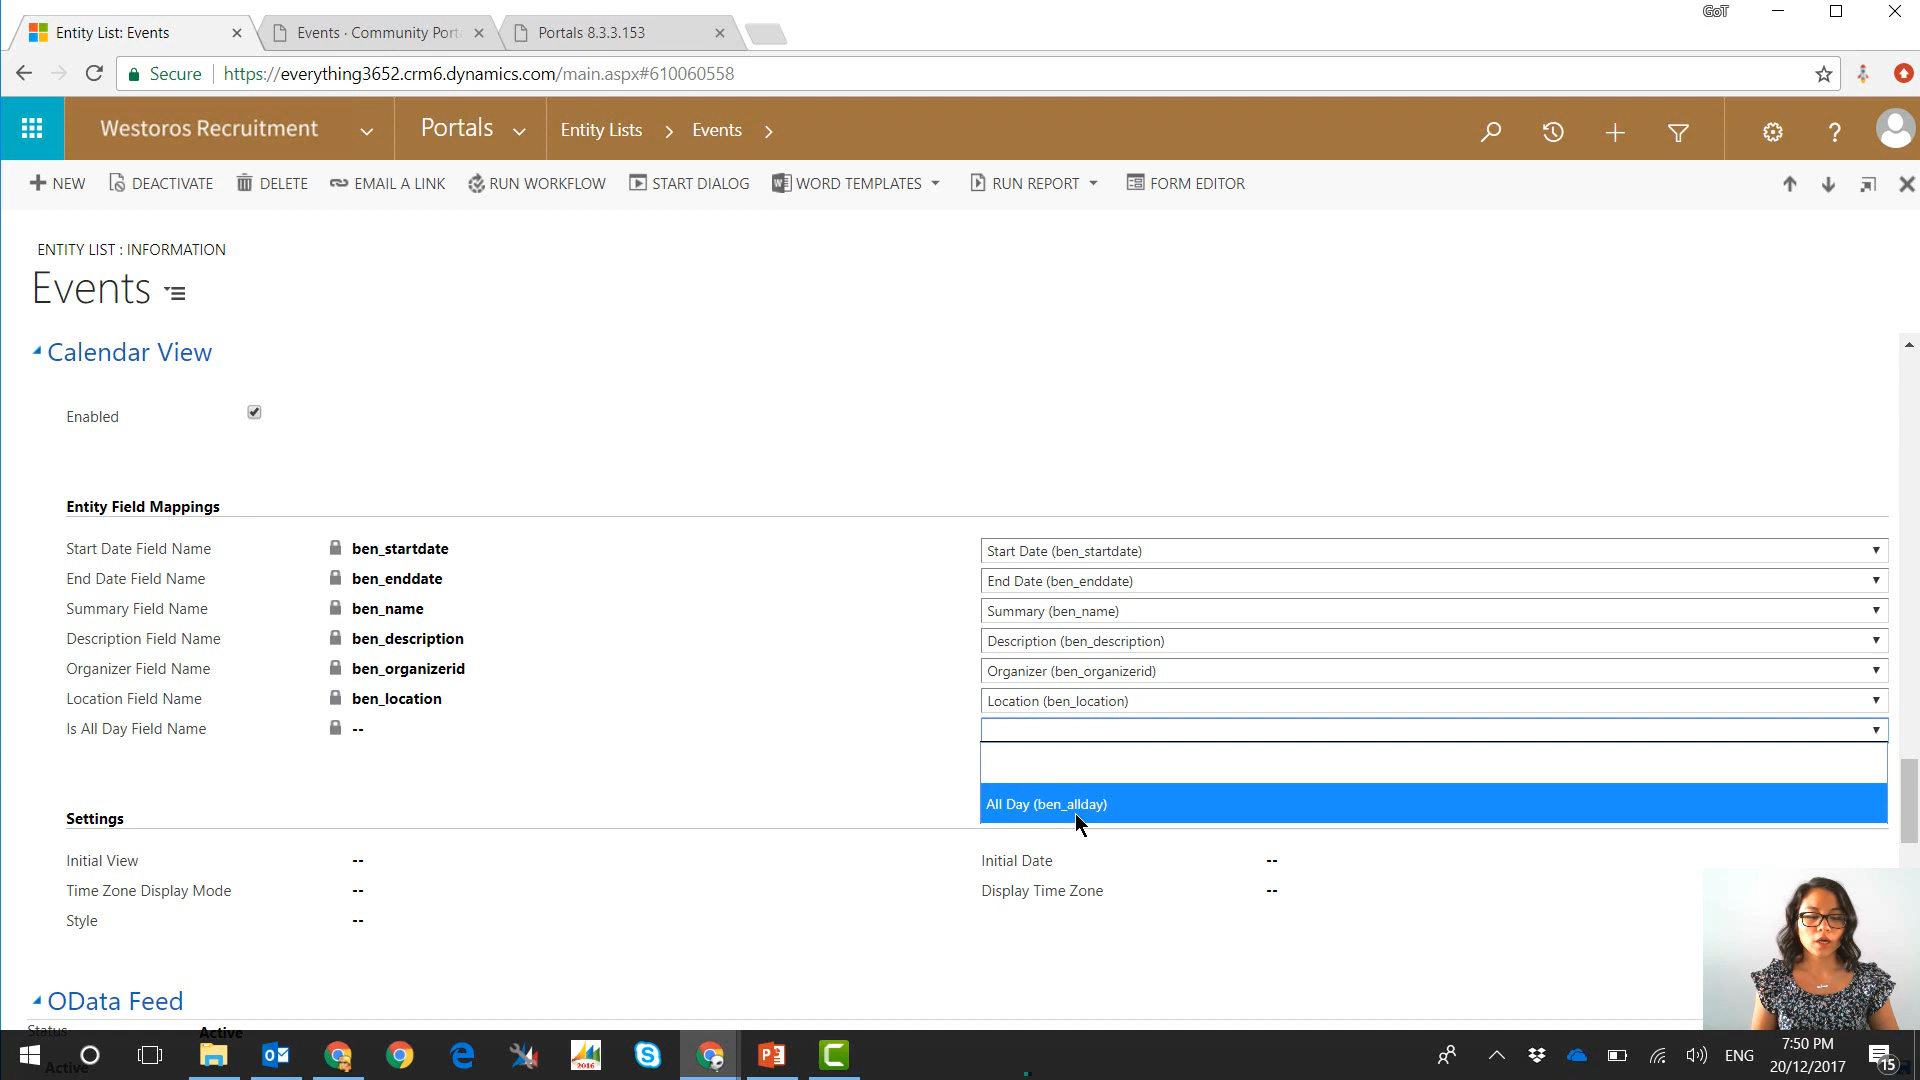 GoT
Entity List: Events
Events · Community Port
Portals 8.3.3.153
Secure
https://everything3652.crm6.dynamics.com/main.aspx#610060558
Westoros Recruitment
Portals
Entity Lists
Events
?
NEW
DEACTIVATE
DELETE
EMAIL A LINK
RUN WORKFLOW
START DIALOG
WORD TEMPLATES
RUN REPORT
FORM EDITOR
ENTITY LIST : INFORMATION
Events
Calendar View
Enabled
Entity Field Mappings
Start Date Field Name ben_startdate Start Date (ben_startdate)
End Date Field Name ben_enddate End Date (ben_enddate)
Summary Field Name ben_name Summary (ben_name)
Description Field Name ben_description Description (ben_description)
Organizer Field Name ben_organizerid Organizer (ben_organizerid)
Location Field Name ben_location Location (ben_location)
Is All Day Field Name --
All Day (ben_allday)
Settings
Initial View -- Initial Date --
Time Zone Display Mode -- Display Time Zone --
Style --
OData Feed
Status Active
Active
2016
ENG
7:50 PM
20/12/2017
15